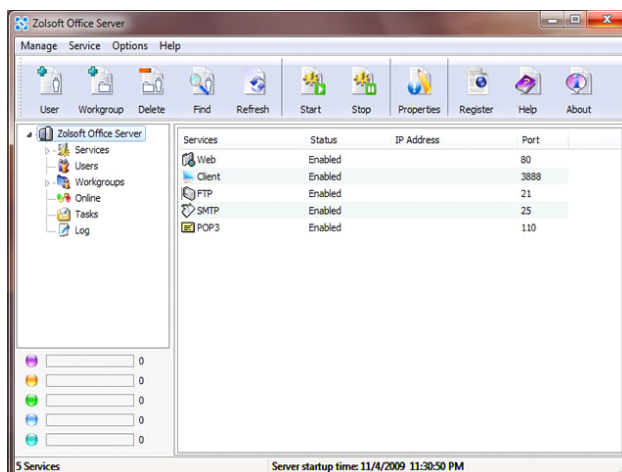 Zolsoft Office Server
Manage Service Options Help
User Workgroup Delete Find Refresh Start Stop Properties Register Help About
Zolsoft Office Server
Services
Users
Workgroups
Online
Tasks
Log
Services Status IP Address Port
Web Enabled 80
Client Enabled 3888
FTP Enabled 21
SMTP Enabled 25
POP3 Enabled 110
0
0
0
0
0
5 Services Server startup time: 11/4/2009 11:30:50 PM